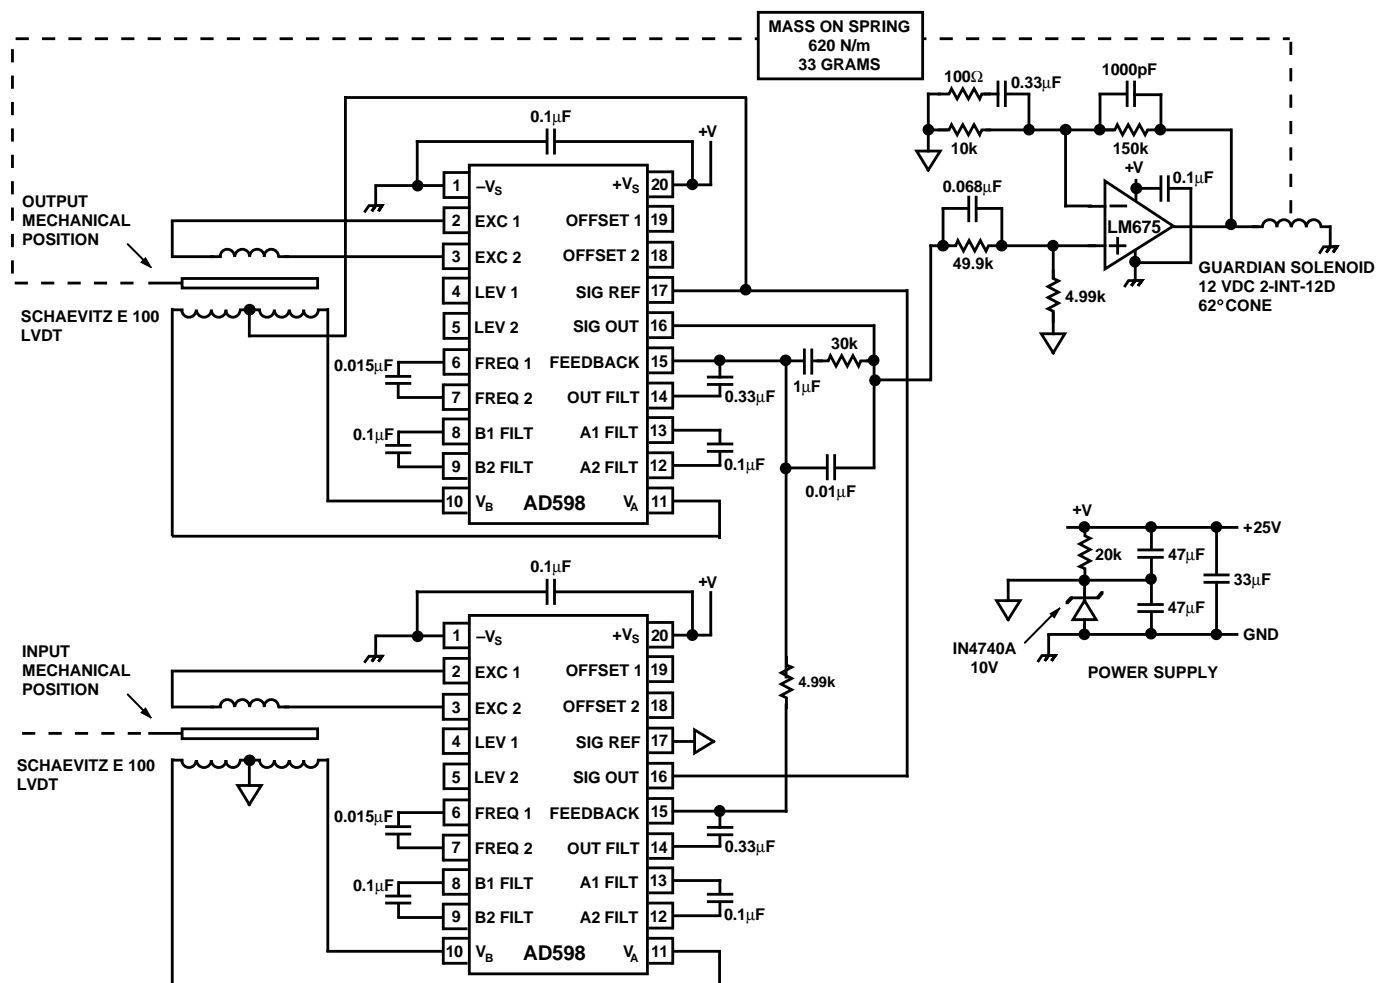 MASS ON SPRING
620 N/m
33 GRAMS
100Ω
0.33µF
1000pF
10k
150k
0.1µF
+V
+V
0.1µF
0.068µF
LM675
49.9k
4.99k
GUARDIAN SOLENOID
12 VDC 2-INT-12D
62° CONE
OUTPUT
MECHANICAL
POSITION
SCHAEVITZ E 100
LVDT
1 –VS
2 EXC 1
3 EXC 2
4 LEV 1
5 LEV 2
6 FREQ 1
7 FREQ 2
8 B1 FILT
9 B2 FILT
10 VB
+VS 20
OFFSET 1 19
OFFSET 2 18
SIG REF 17
SIG OUT 16
FEEDBACK 15
OUT FILT 14
A1 FILT 13
A2 FILT 12
VA 11
AD598
0.015µF
0.1µF
0.33µF
0.1µF
1µF
30k
0.01µF
4.99k
+V
+25V
20k
47µF
33µF
47µF
GND
IN4740A
10V
POWER SUPPLY
0.1µF
+V
INPUT
MECHANICAL
POSITION
SCHAEVITZ E 100
LVDT
1 –VS
2 EXC 1
3 EXC 2
4 LEV 1
5 LEV 2
6 FREQ 1
7 FREQ 2
8 B1 FILT
9 B2 FILT
10 VB
+VS 20
OFFSET 1 19
OFFSET 2 18
SIG REF 17
SIG OUT 16
FEEDBACK 15
OUT FILT 14
A1 FILT 13
A2 FILT 12
VA 11
AD598
0.015µF
0.1µF
0.33µF
0.1µF